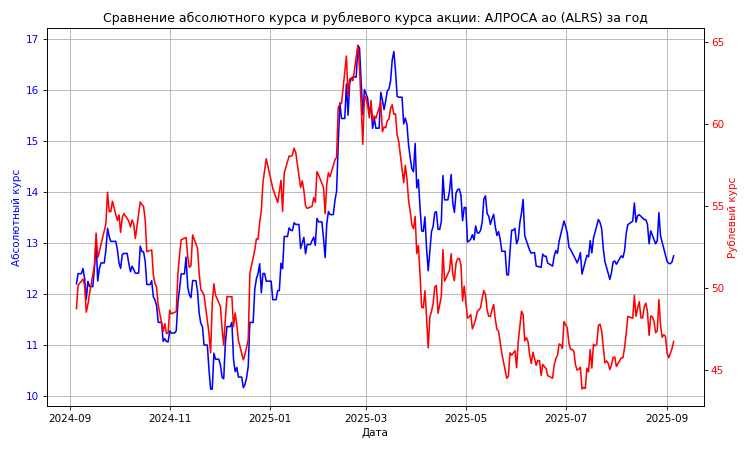 Сравнение абсолютного курса и рублевого курса акции: АЛРОСА ао (ALRS) за год
17
16
15
14
13
12
11
10
Абсолютный курс
65
60
55
50
45
Рублевый курс
2024-09 2024-11 2025-01 2025-03 2025-05 2025-07 2025-09
Дата